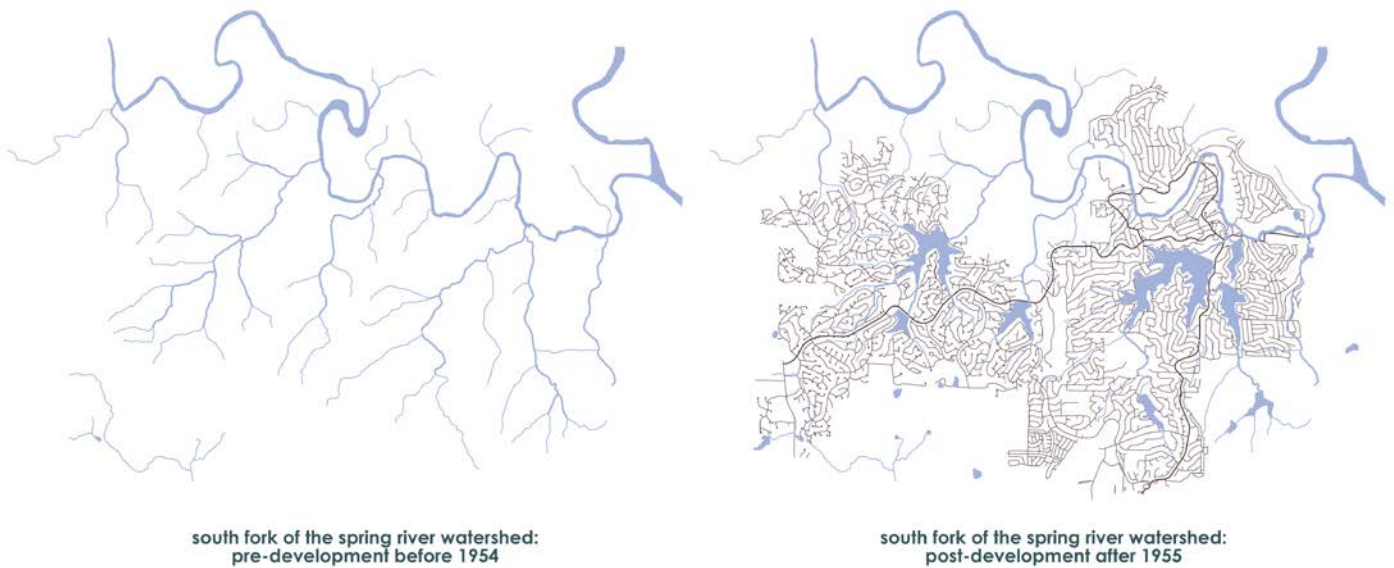 south fork of the spring river watershed:
pre-development before 1954
south fork of the spring river watershed:
post-development after 1955